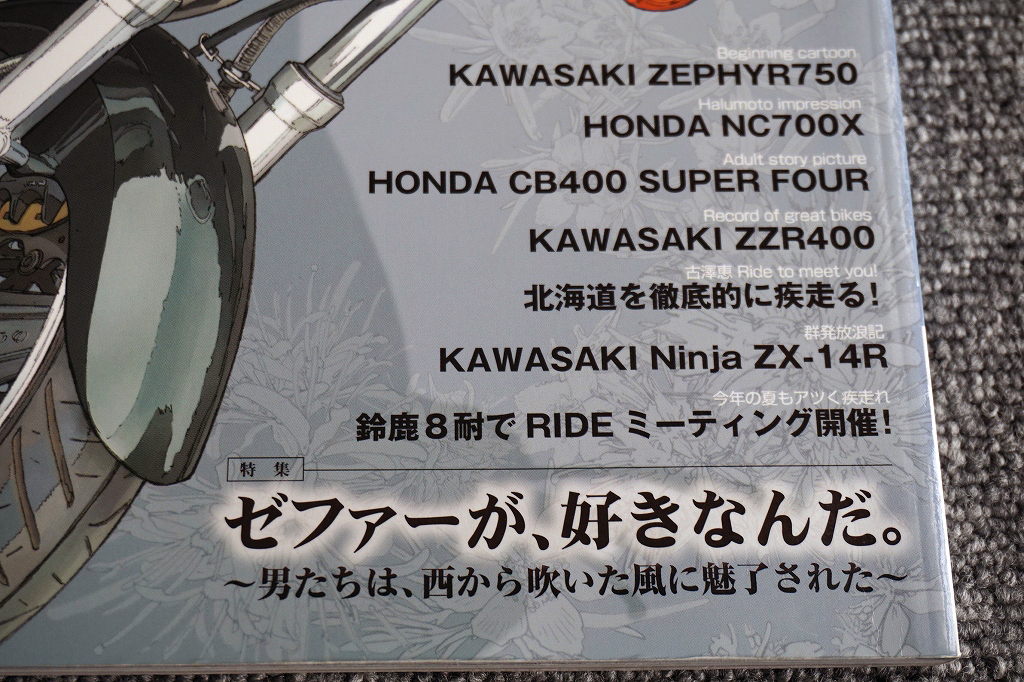 Beginning cartoon
KAWASAKI ZEPHYR750
Halumoto impression
HONDA NC700X
Adult story picture
HONDA CB400 SUPER FOUR
Record of great bikes
KAWASAKI ZZR400
古澤恵 Ride to meet you!
北海道を徹底的に疾走る!
群発放浪記
KAWASAKI Ninja ZX-14R
今年の夏もアツく疾走れ
鈴鹿8耐で RIDE ミーティング開催!
特集
ゼファーが、好きなんだ。
~男たちは、西から吹いた風に魅了された~